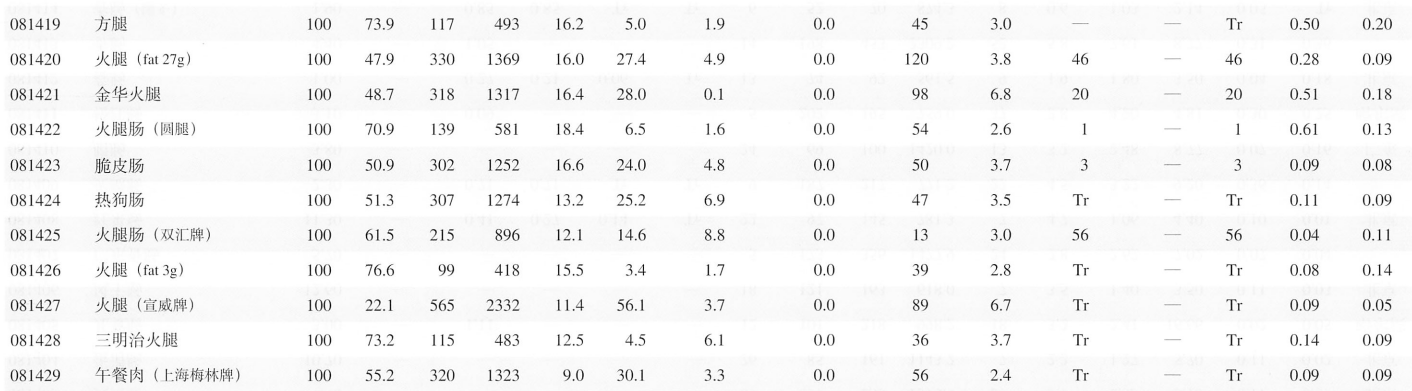 081419 方腿 100 73.9 117 493 16.2 5.0 1.9 0.0 45 3.0 — Tr 0.50 0.20
081420 火腿（fat 27g） 100 47.9 330 1369 16.0 27.4 4.9 0.0 120 3.8 46 — 46 0.28 0.09
081421 金华火腿 100 48.7 318 1317 16.4 28.0 0.1 0.0 98 6.8 20 — 20 0.51 0.18
081422 火腿肠（圆腿） 100 70.9 139 581 18.4 6.5 1.6 0.0 54 2.6 1 — 1 0.61 0.13
081423 脆皮肠 100 50.9 302 1252 16.6 24.0 4.8 0.0 50 3.7 3 — 3 0.09 0.08
081424 热狗肠 100 51.3 307 1274 13.2 25.2 6.9 0.0 47 3.5 Tr — Tr 0.11 0.09
081425 火腿肠（双汇牌） 100 61.5 215 896 12.1 14.6 8.8 0.0 13 3.0 56 — 56 0.04 0.11
081426 火腿（fat 3g） 100 76.6 99 418 15.5 3.4 1.7 0.0 39 2.8 Tr — Tr 0.08 0.14
081427 火腿（宣威牌） 100 22.1 565 2332 11.4 56.1 3.7 0.0 89 6.7 Tr — Tr 0.09 0.05
081428 三明治火腿 100 73.2 115 483 12.5 4.5 6.1 0.0 36 3.7 Tr — Tr 0.14 0.09
081429 午餐肉（上海梅林牌） 100 55.2 320 1323 9.0 30.1 3.3 0.0 56 2.4 Tr — Tr 0.09 0.09